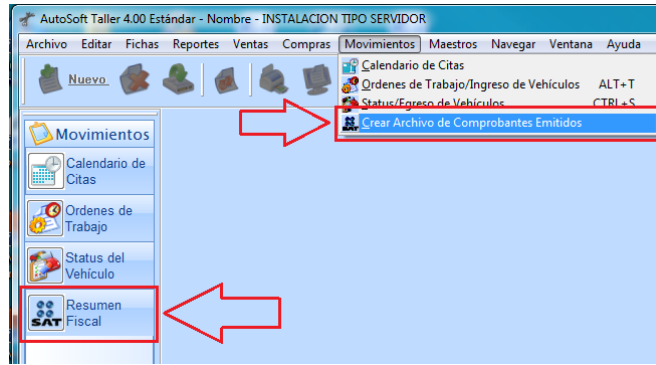 AutoSoft Taller 4.00 Estándar - Nombre - INSTALACION TIPO SERVIDOR
Archivo Editar Fichas Reportes Ventas Compras Movimientos Maestros Navegar Ventana Ayuda
Nuevo
Calendario de Citas
Ordenes de Trabajo/Ingreso de Vehículos ALT+T
Status/Egreso de Vehículos CTRL+S
SAT Crear Archivo de Comprobantes Emitidos
Movimientos
Calendario de
Citas
Ordenes de
Trabajo
Status del
Vehículo
Resumen
SAT Fiscal